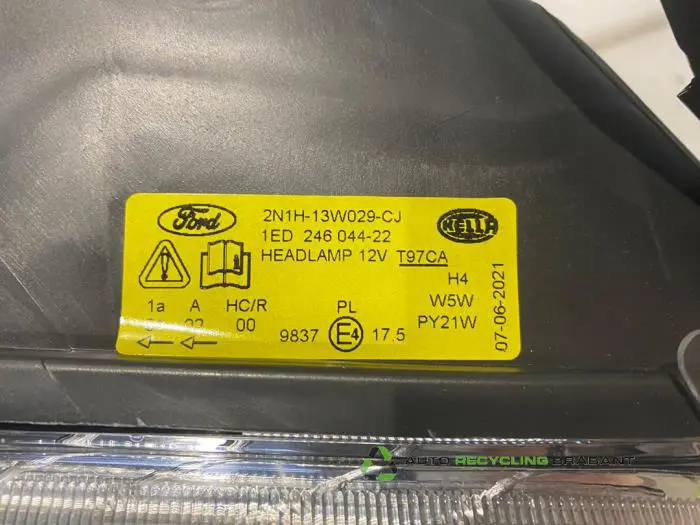 Ford
2N1H-13W029-CJ
1ED 246 044-22
HELLA
HEADLAMP 12V T97CA
H4
W5W
PY21W
07-06-2021
1a A HC/R PL
00
9837 E4 17,5
AUTO RECYCLING BRABANT